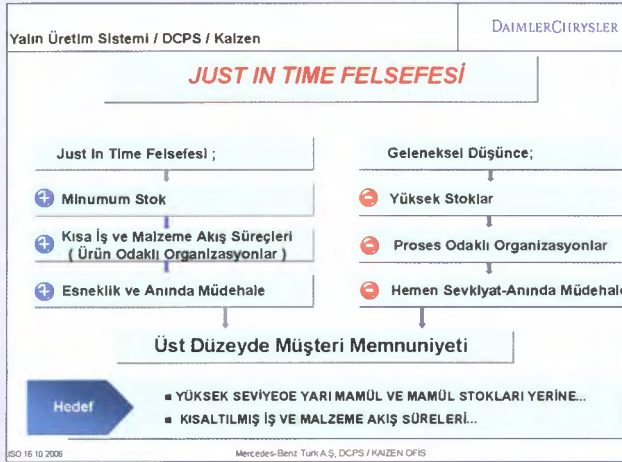 Yalın Üretim Sistemi / DCPS / Kaizen
DAIMLERCHRYSLER
JUST IN TIME FELSEFESİ
Just In Time Felsefesi ;
Minumum Stok
Kısa İş ve Malzeme Akış Süreçleri
( Ürün Odaklı Organizasyonlar )
Esneklik ve Anında Müdehale
Geleneksel Düşünce;
Yüksek Stoklar
Proses Odaklı Organizasyonlar
Hemen Sevkiyat-Anında Müdehale
Üst Düzeyde Müşteri Memnuniyeti
Hedef
▪ YÜKSEK SEVİYEDE YARI MAMÜL VE MAMÜL STOKLARI YERİNE...
▪ KISALTILMIŞ İŞ VE MALZEME AKIŞ SÜRELERİ...
ISO 16 10 2006
Mercedes-Benz Turk A.Ş, DCPS / KAIZEN OFIS